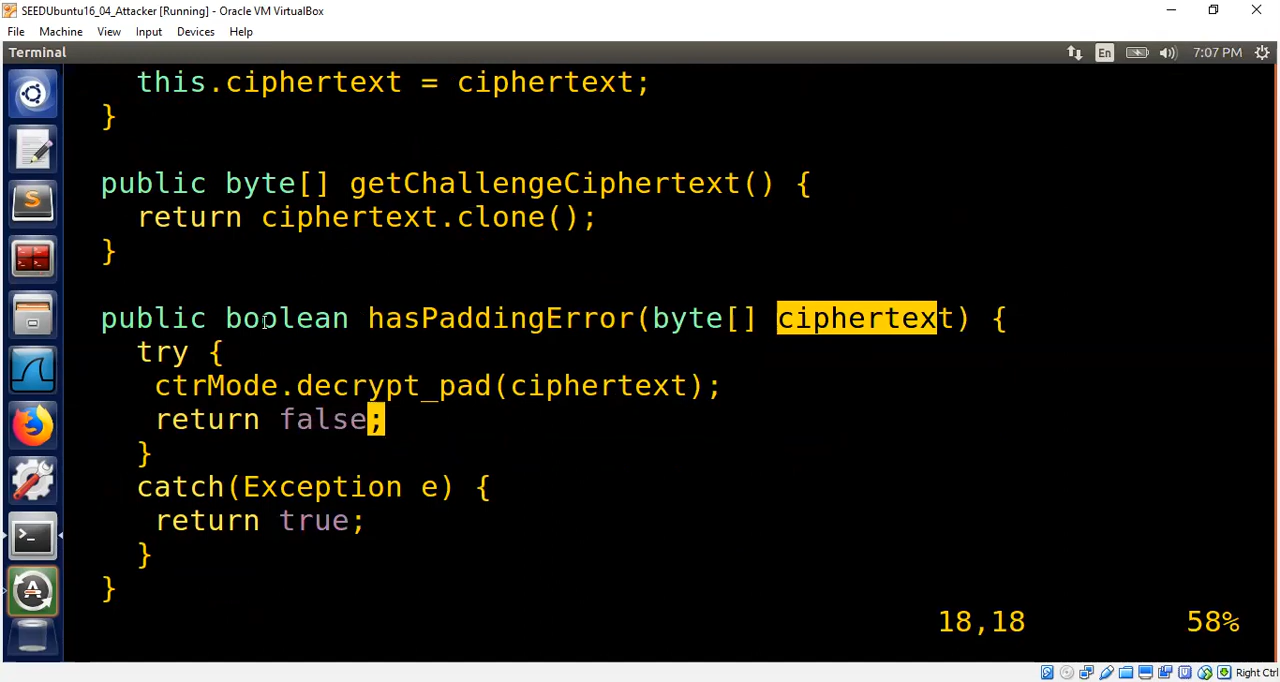 SEEDUbuntu16_04_Attacker [Running] - Oracle VM VirtualBox
File Machine View Input Devices Help
Terminal En 7:07 PM
this.ciphertext = ciphertext;
}
public byte[] getChallengeCiphertext() {
return ciphertext.clone();
}
public boolean hasPaddingError(byte[] ciphertext) {
try {
ctrMode.decrypt_pad(ciphertext);
return false;
}
catch(Exception e) {
return true;
}
}
18,18 58%
Right Ctrl